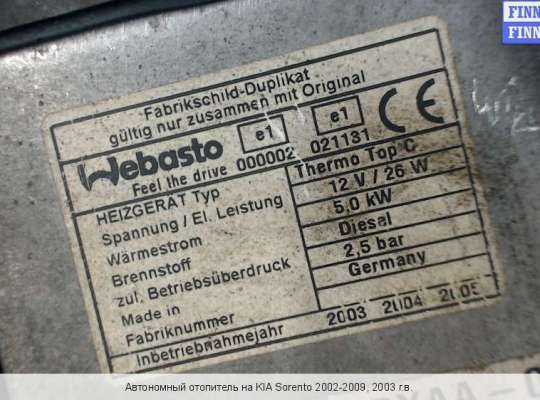 FINN
FINN
Fabrikschild-Duplikat
gültig nur zusammen mit Original
Webasto
Feel the drive
e1
000002
e1
021131
CE
HEIZGERÄT Typ Thermo Top C
Spannung / El. Leistung 12 V / 26 W
Wärmestrom 5,0 kW
Brennstoff Diesel
zul. Betriebsüberdruck 2,5 bar
Made in Germany
Fabriknummer
Inbetriebnahmejahr 2003 2004 2005
Автономный отопитель на KIA Sorento 2002-2009, 2003 г.в.